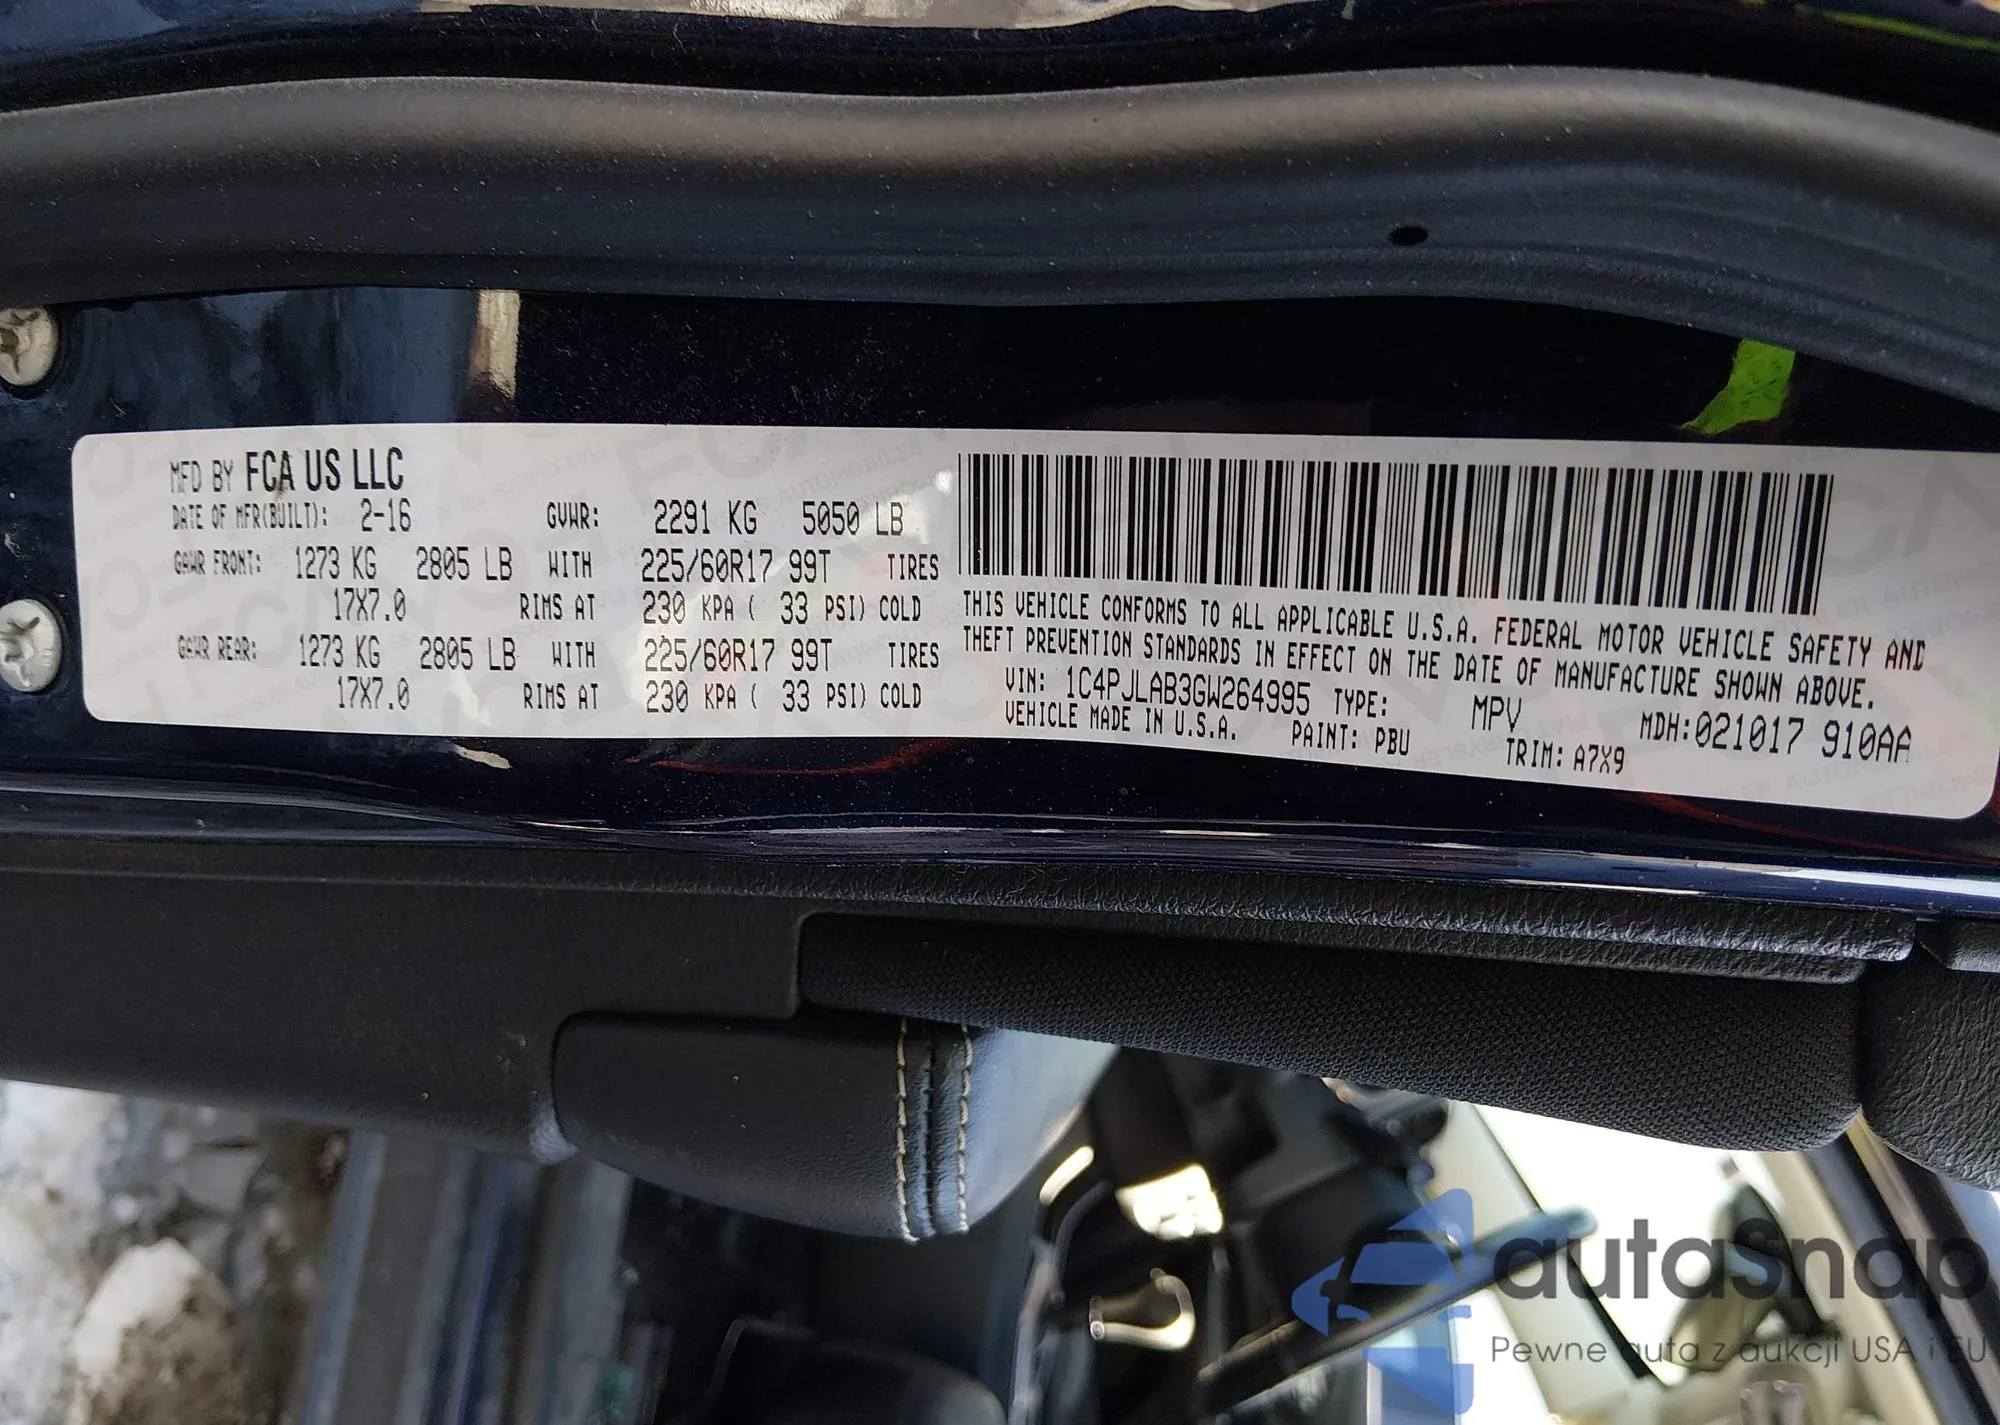 MFD BY FCA US LLC
DATE OF MFR(BUILT): 2-16 GVWR: 2291 KG 5050 LB
GAWR FRONT: 1273 KG 2805 LB WITH 225/60R17 99T TIRES
17X7.0 RIMS AT 230 KPA ( 33 PSI) COLD
GAWR REAR: 1273 KG 2805 LB WITH 225/60R17 99T TIRES
17X7.0 RIMS AT 230 KPA ( 33 PSI) COLD
THIS VEHICLE CONFORMS TO ALL APPLICABLE U.S.A. FEDERAL MOTOR VEHICLE SAFETY AND
THEFT PREVENTION STANDARDS IN EFFECT ON THE DATE OF MANUFACTURE SHOWN ABOVE.
VIN: 1C4PJLAB3GW264995 TYPE: MPV MDH:021017 910AA
VEHICLE MADE IN U.S.A. PAINT: PBU TRIM: A7X9
autaSnap
Pewne auta z aukcji USA i EU